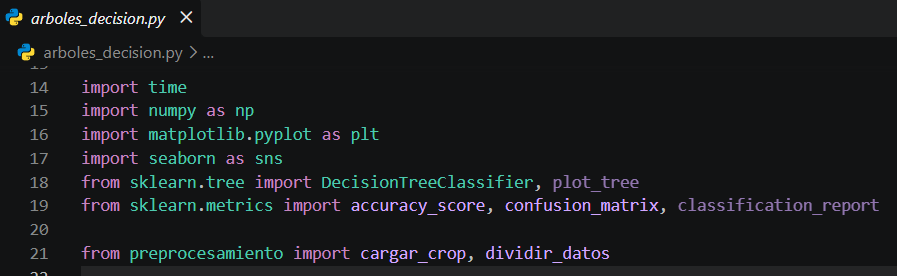 arboles_decision.py
arboles_decision.py > ...
14 import time
15 import numpy as np
16 import matplotlib.pyplot as plt
17 import seaborn as sns
18 from sklearn.tree import DecisionTreeClassifier, plot_tree
19 from sklearn.metrics import accuracy_score, confusion_matrix, classification_report
20
21 from preprocesamiento import cargar_crop, dividir_datos